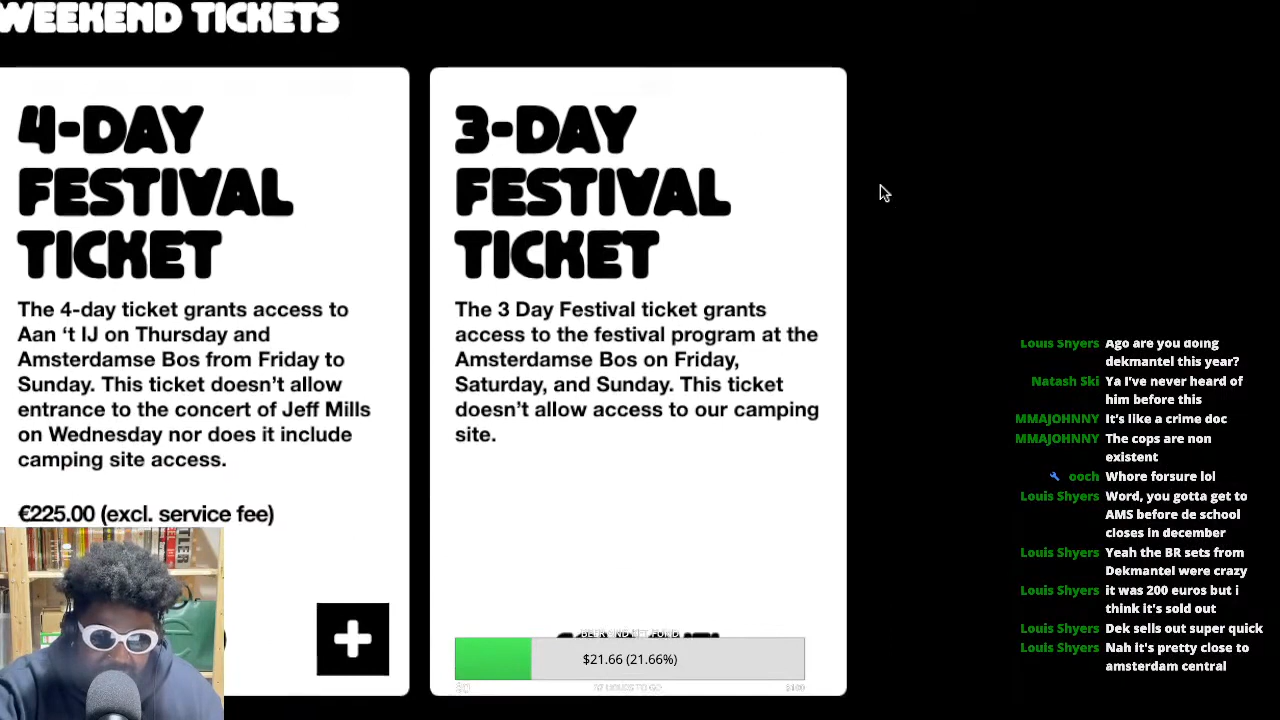 WEEKEND TICKETS
4-DAY
FESTIVAL
TICKET
The 4-day ticket grants access to
Aan ‘t IJ on Thursday and
Amsterdamse Bos from Friday to
Sunday. This ticket doesn’t allow
entrance to the concert of Jeff Mills
on Wednesday nor does it include
camping site access.
€225.00 (excl. service fee)
3-DAY
FESTIVAL
TICKET
The 3 Day Festival ticket grants
access to the festival program at the
Amsterdamse Bos on Friday,
Saturday, and Sunday. This ticket
doesn’t allow access to our camping
site.
$21.66 (21.66%)
$0
HOURS TO GO
$100
Louis Shyers Ago are you doing
dekmantel this year?
Natash Ski Ya I've never heard of
him before this
MMAJOHNNY It's like a crime doc
MMAJOHNNY The cops are non
existent
ooch Whore forsure lol
Louis Shyers Word, you gotta get to
AMS before de school
closes in december
Louis Shyers Yeah the BR sets from
Dekmantel were crazy
Louis Shyers it was 200 euros but i
think it's sold out
Louis Shyers Dek sells out super quick
Louis Shyers Nah it's pretty close to
amsterdam central